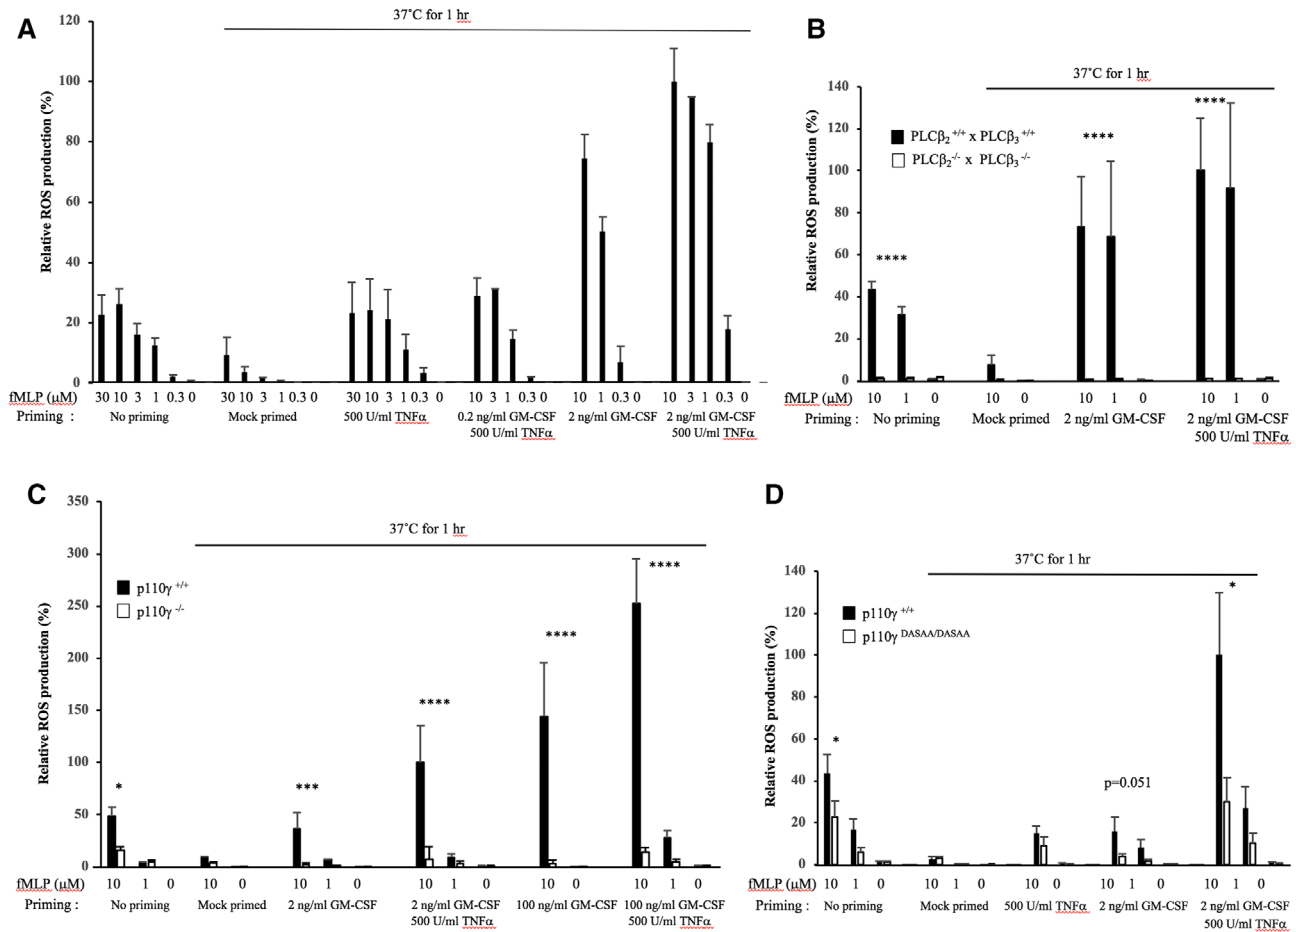 A
37˚C for 1 hr
Relative ROS production (%)
120
100
80
60
40
20
0
fMLP (μM)
30 10 3 1 0.3 0
30 10 3 1 0.3 0
30 10 3 1 0.3 0
10 3 1 0.3 0
10 1 0.3 0
10 3 1 0.3 0
Priming :
No priming
Mock primed
500 U/ml TNFα
0.2 ng/ml GM-CSF
500 U/ml TNFα
2 ng/ml GM-CSF
2 ng/ml GM-CSF
500 U/ml TNFα
B
37˚C for 1 hr
Relative ROS production (%)
140
120
100
80
60
40
20
0
PLCβ2 +/+ x PLCβ3 +/+
PLCβ2 -/- x PLCβ3 -/-
****
****
****
fMLP (μM)
10 1 0
10 0
10 1 0
10 1 0
Priming :
No priming
Mock primed
2 ng/ml GM-CSF
2 ng/ml GM-CSF
500 U/ml TNFα
C
37˚C for 1 hr
Relative ROS production (%)
350
300
250
200
150
100
50
0
p110γ +/+
p110γ -/-
*
***
****
****
****
fMLP (μM)
10 1 0
10 0
10 1 0
10 1 0
10 0
10 1 0
Priming :
No priming
Mock primed
2 ng/ml GM-CSF
2 ng/ml GM-CSF
500 U/ml TNFα
100 ng/ml GM-CSF
100 ng/ml GM-CSF
500 U/ml TNFα
D
37˚C for 1 hr
Relative ROS production (%)
140
120
100
80
60
40
20
0
p110γ +/+
p110γ DASAA/DASAA
*
p=0.051
*
fMLP (μM)
10 1 0
10 1 0
10 0
10 1 0
10 1 0
Priming :
No priming
Mock primed
500 U/ml TNFα
2 ng/ml GM-CSF
2 ng/ml GM-CSF
500 U/ml TNFα